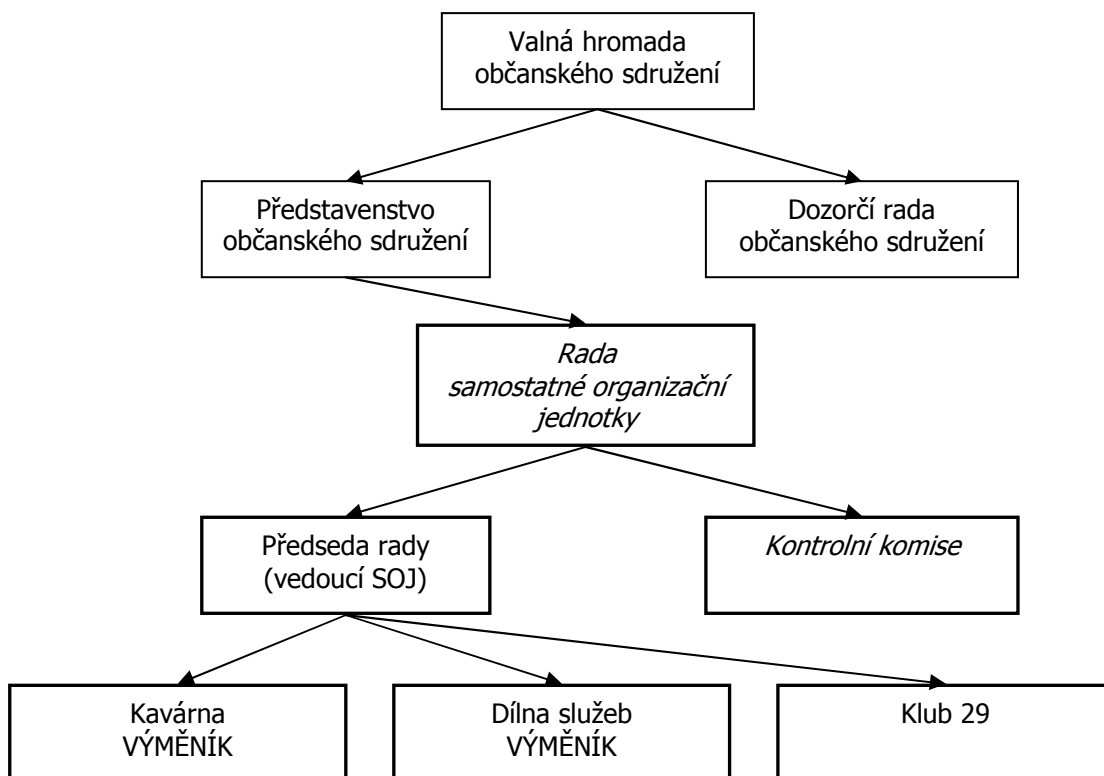 Valná hromada
občanského sdružení
Představenstvo
občanského sdružení
Dozorčí rada
občanského sdružení
Rada
samostatné organizační
jednotky
Předseda rady
(vedoucí SOJ)
Kontrolní komise
Kavárna
VÝMĚNÍK
Dílna služeb
VÝMĚNÍK
Klub 29